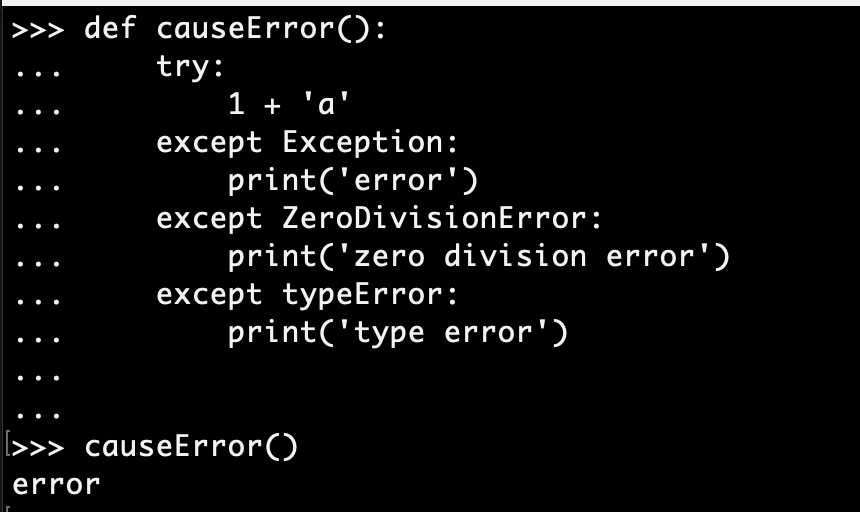 >>> def causeError():
...     try:
...         1 + 'a'
...     except Exception:
...         print('error')
...     except ZeroDivisionError:
...         print('zero division error')
...     except typeError:
...         print('type error')
...
...
[>>> causeError()
error